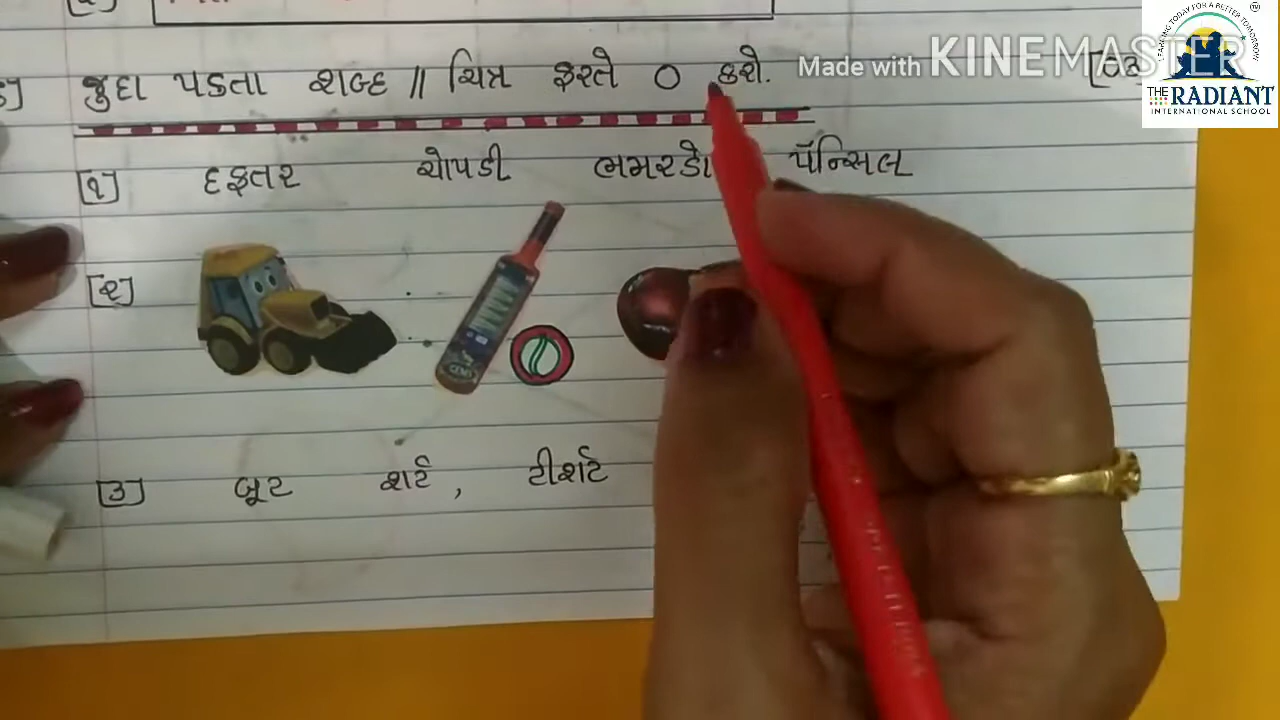 જુદા પડતા શબ્દ // ચિત્ર ફરતે O કરો.
[૧] દફતર ચોપડી ભમરડો પૅન્સિલ
[૨]
[૩] બૂટ શર્ટ , ટીશર્ટ
Made with KINEMASTER
THE RADIANT
INTERNATIONAL SCHOOL